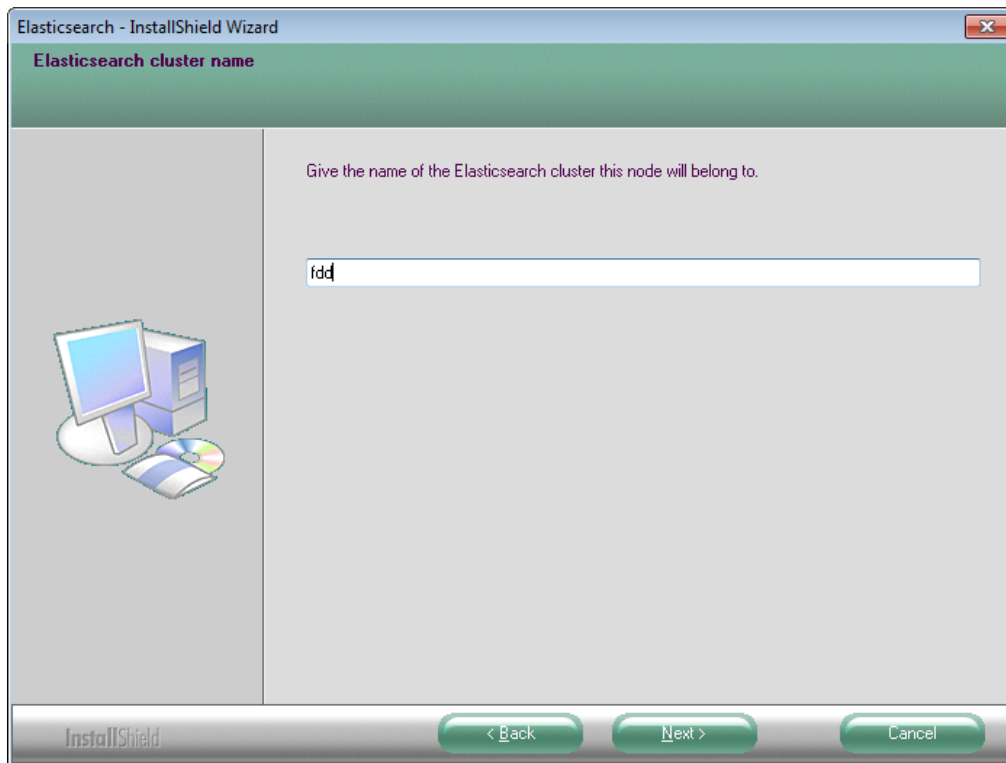 Elasticsearch - InstallShield Wizard
Elasticsearch cluster name
Give the name of the Elasticsearch cluster this node will belong to.
fdd
InstallShield
< Back
Next >
Cancel